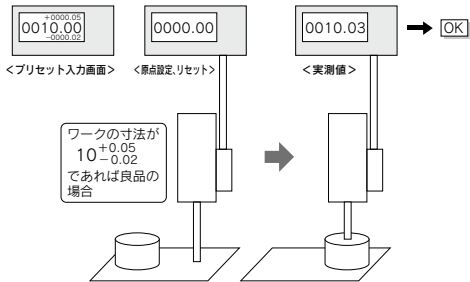 +0000.05
0010.00
−0000.02
<プリセット入力画面>
0000.00
<原点設定、リセット>
0010.03
<実測値>
OK
ワークの寸法が
10 +0.05
−0.02
であれば良品の
場合